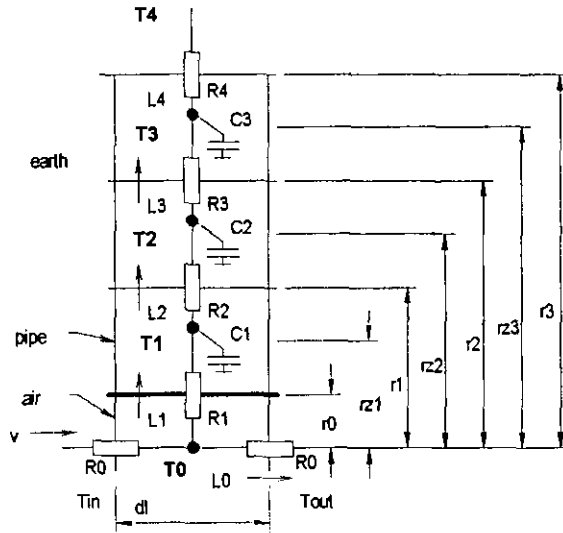 T4
R4
L4
C3
T3
earth
R3
L3
C2
T2
R2
L2
C1
T1
pipe
air
L1
R1
v
R0
T0
L0
R0
Tin
dl
Tout
r0
rz1
r1
rz2
r2
rz3
r3